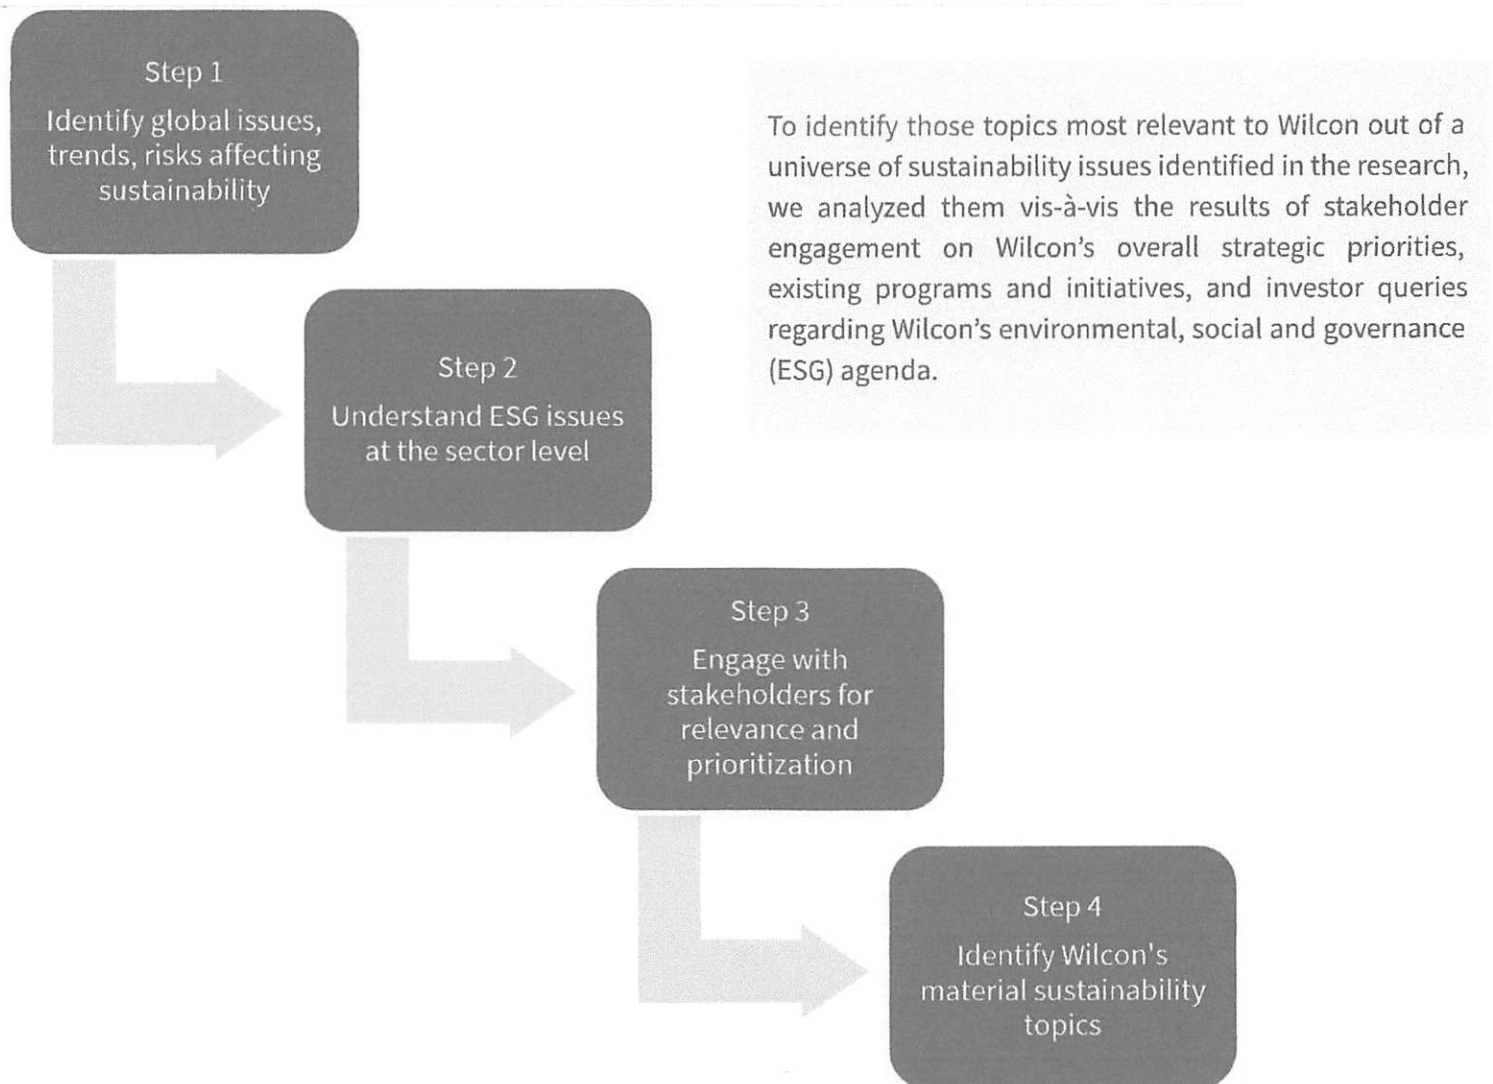 Step 1
Identify global issues,
trends, risks affecting
sustainability
To identify those topics most relevant to Wilcon out of a
universe of sustainability issues identified in the research,
we analyzed them vis-à-vis the results of stakeholder
engagement on Wilcon’s overall strategic priorities,
existing programs and initiatives, and investor queries
regarding Wilcon’s environmental, social and governance
(ESG) agenda.
Step 2
Understand ESG issues
at the sector level
Step 3
Engage with
stakeholders for
relevance and
prioritization
Step 4
Identify Wilcon's
material sustainability
topics